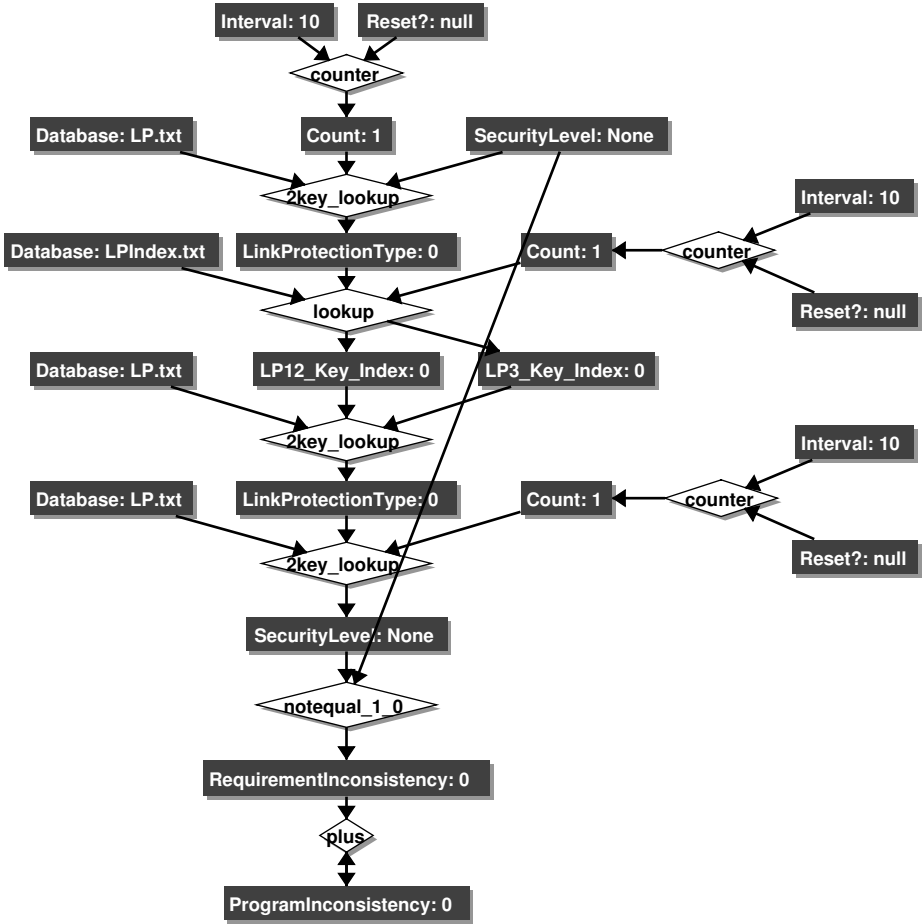 Interval: 10
Reset?: null
counter
Database: LP.txt
Count: 1
SecurityLevel: None
2key_lookup
Interval: 10
Database: LPIndex.txt
LinkProtectionType: 0
Count: 1
counter
lookup
Reset?: null
Database: LP.txt
LP12_Key_Index: 0
LP3_Key_Index: 0
2key_lookup
Interval: 10
Database: LP.txt
LinkProtectionType: 0
Count: 1
counter
2key_lookup
Reset?: null
SecurityLevel: None
notequal_1_0
RequirementInconsistency: 0
plus
ProgramInconsistency: 0